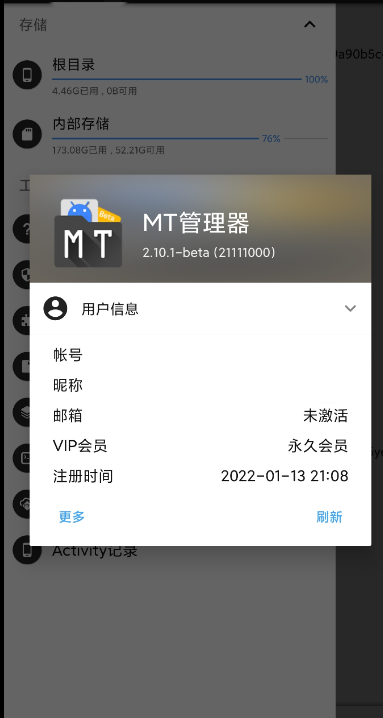 存储
根目录
100%
4.46G已用 , 0B可用
内部存储
76%
173.08G已用 , 52.21G可用
Beta
MT
MT管理器
2.10.1-beta (21111000)
用户信息
帐号
昵称
邮箱 未激活
VIP会员 永久会员
注册时间 2022-01-13 21:08
更多 刷新
Activity记录